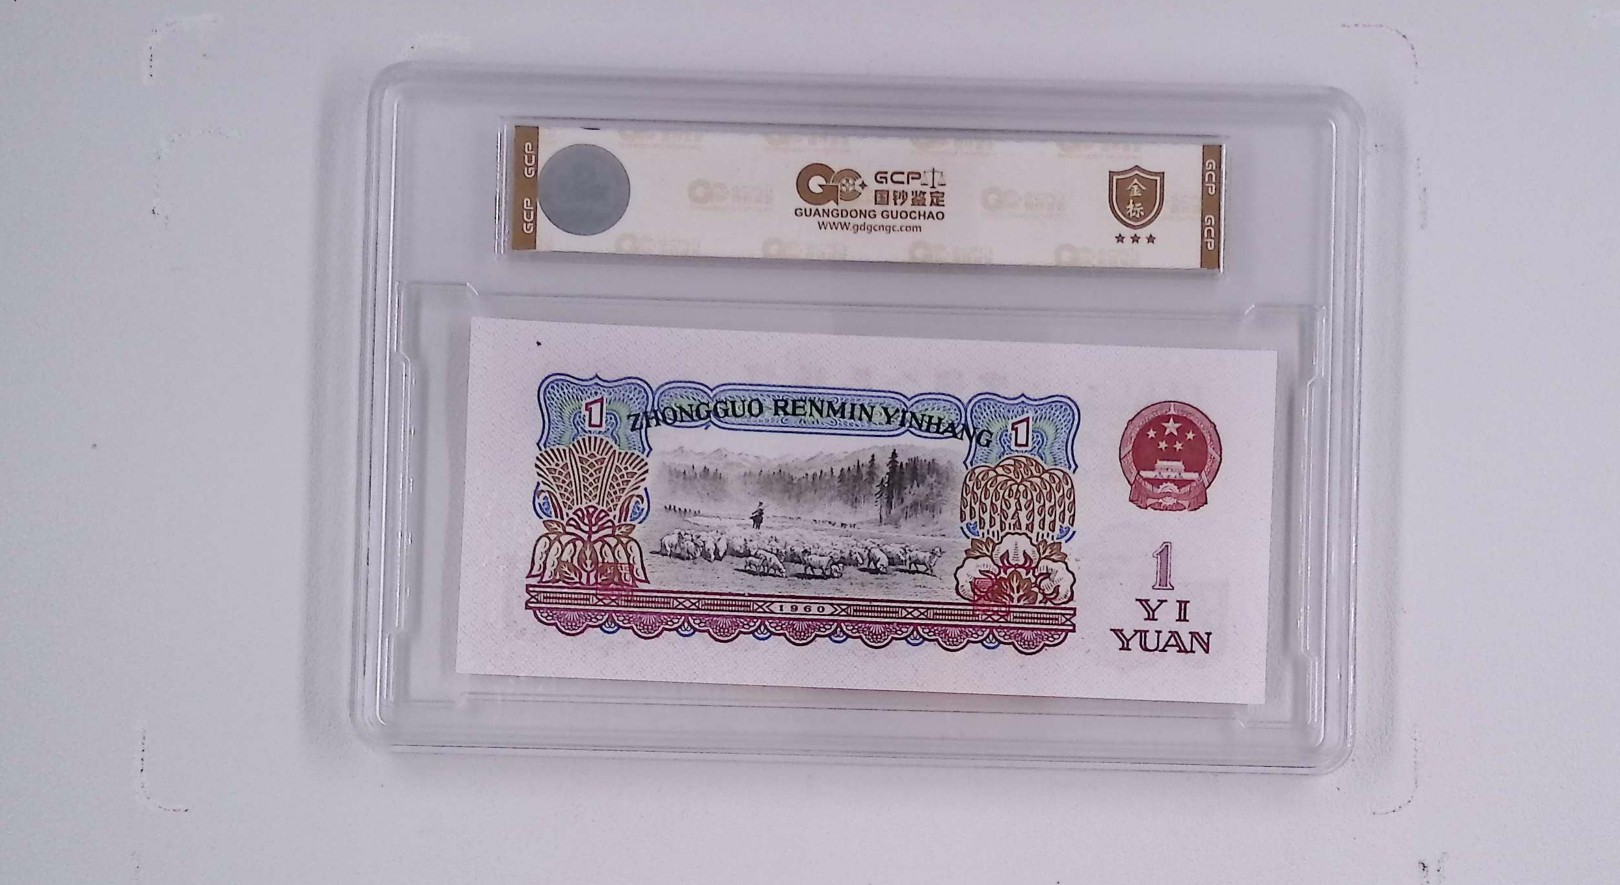 GCP
GCP
GCP
国钞鉴定
GUANGDONG GUOCHAO
www.gdgcngc.com
金标
GCP
GCP
ZHONGGUO RENMIN YINHANG
1
1
1960
1
YI
YUAN